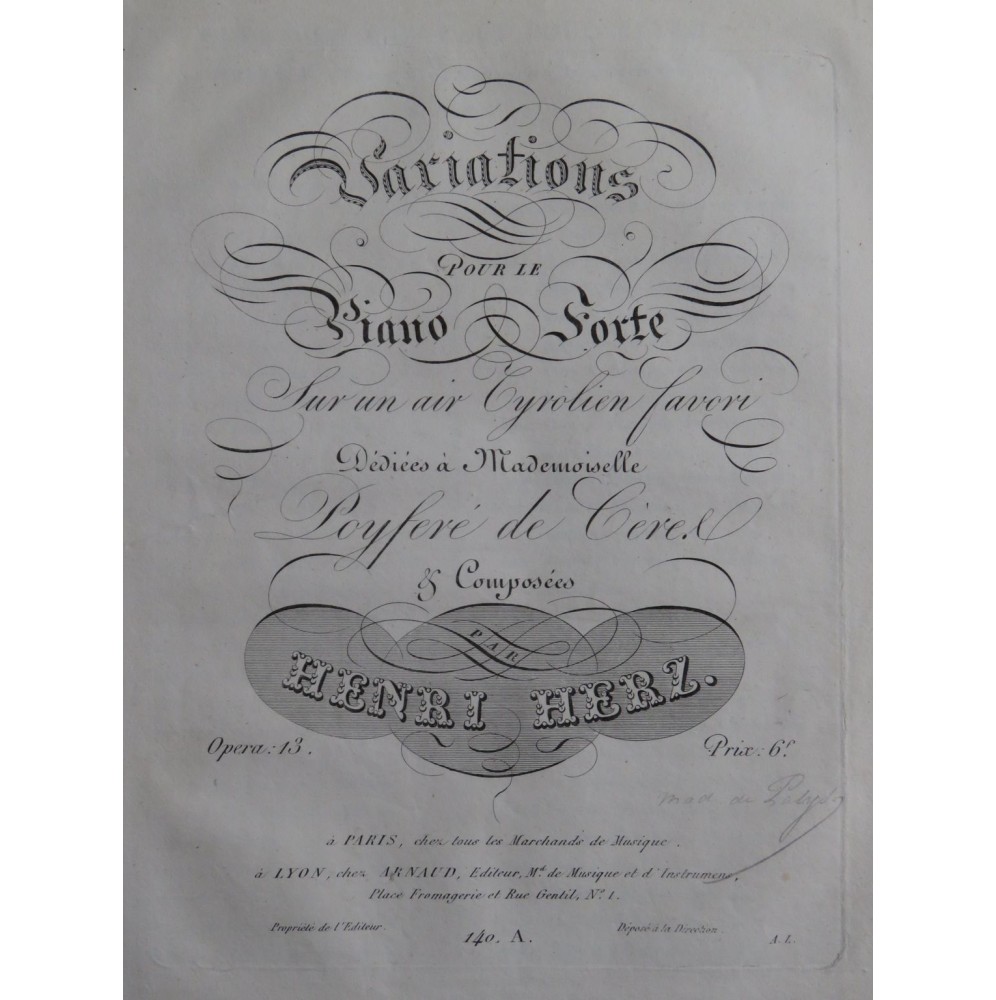 Variations
POUR LE
Piano Forte
Sur un air Tyrolien favori
Dédiées à Mademoiselle
Poyferé de Cère
& Composées
PAR
HENRI HERZ.
Opera: 13.
Prix: 6f.
à PARIS, chez tous les Marchands de Musique.
à LYON, chez ARNAUD, Editeur, Md. de Musique et d'Instrumens,
Place Fromagerie et Rue Gentil, No. 1.
Propriété de l'Editeur.
140. A.
Déposé à la Direction.
A. L.